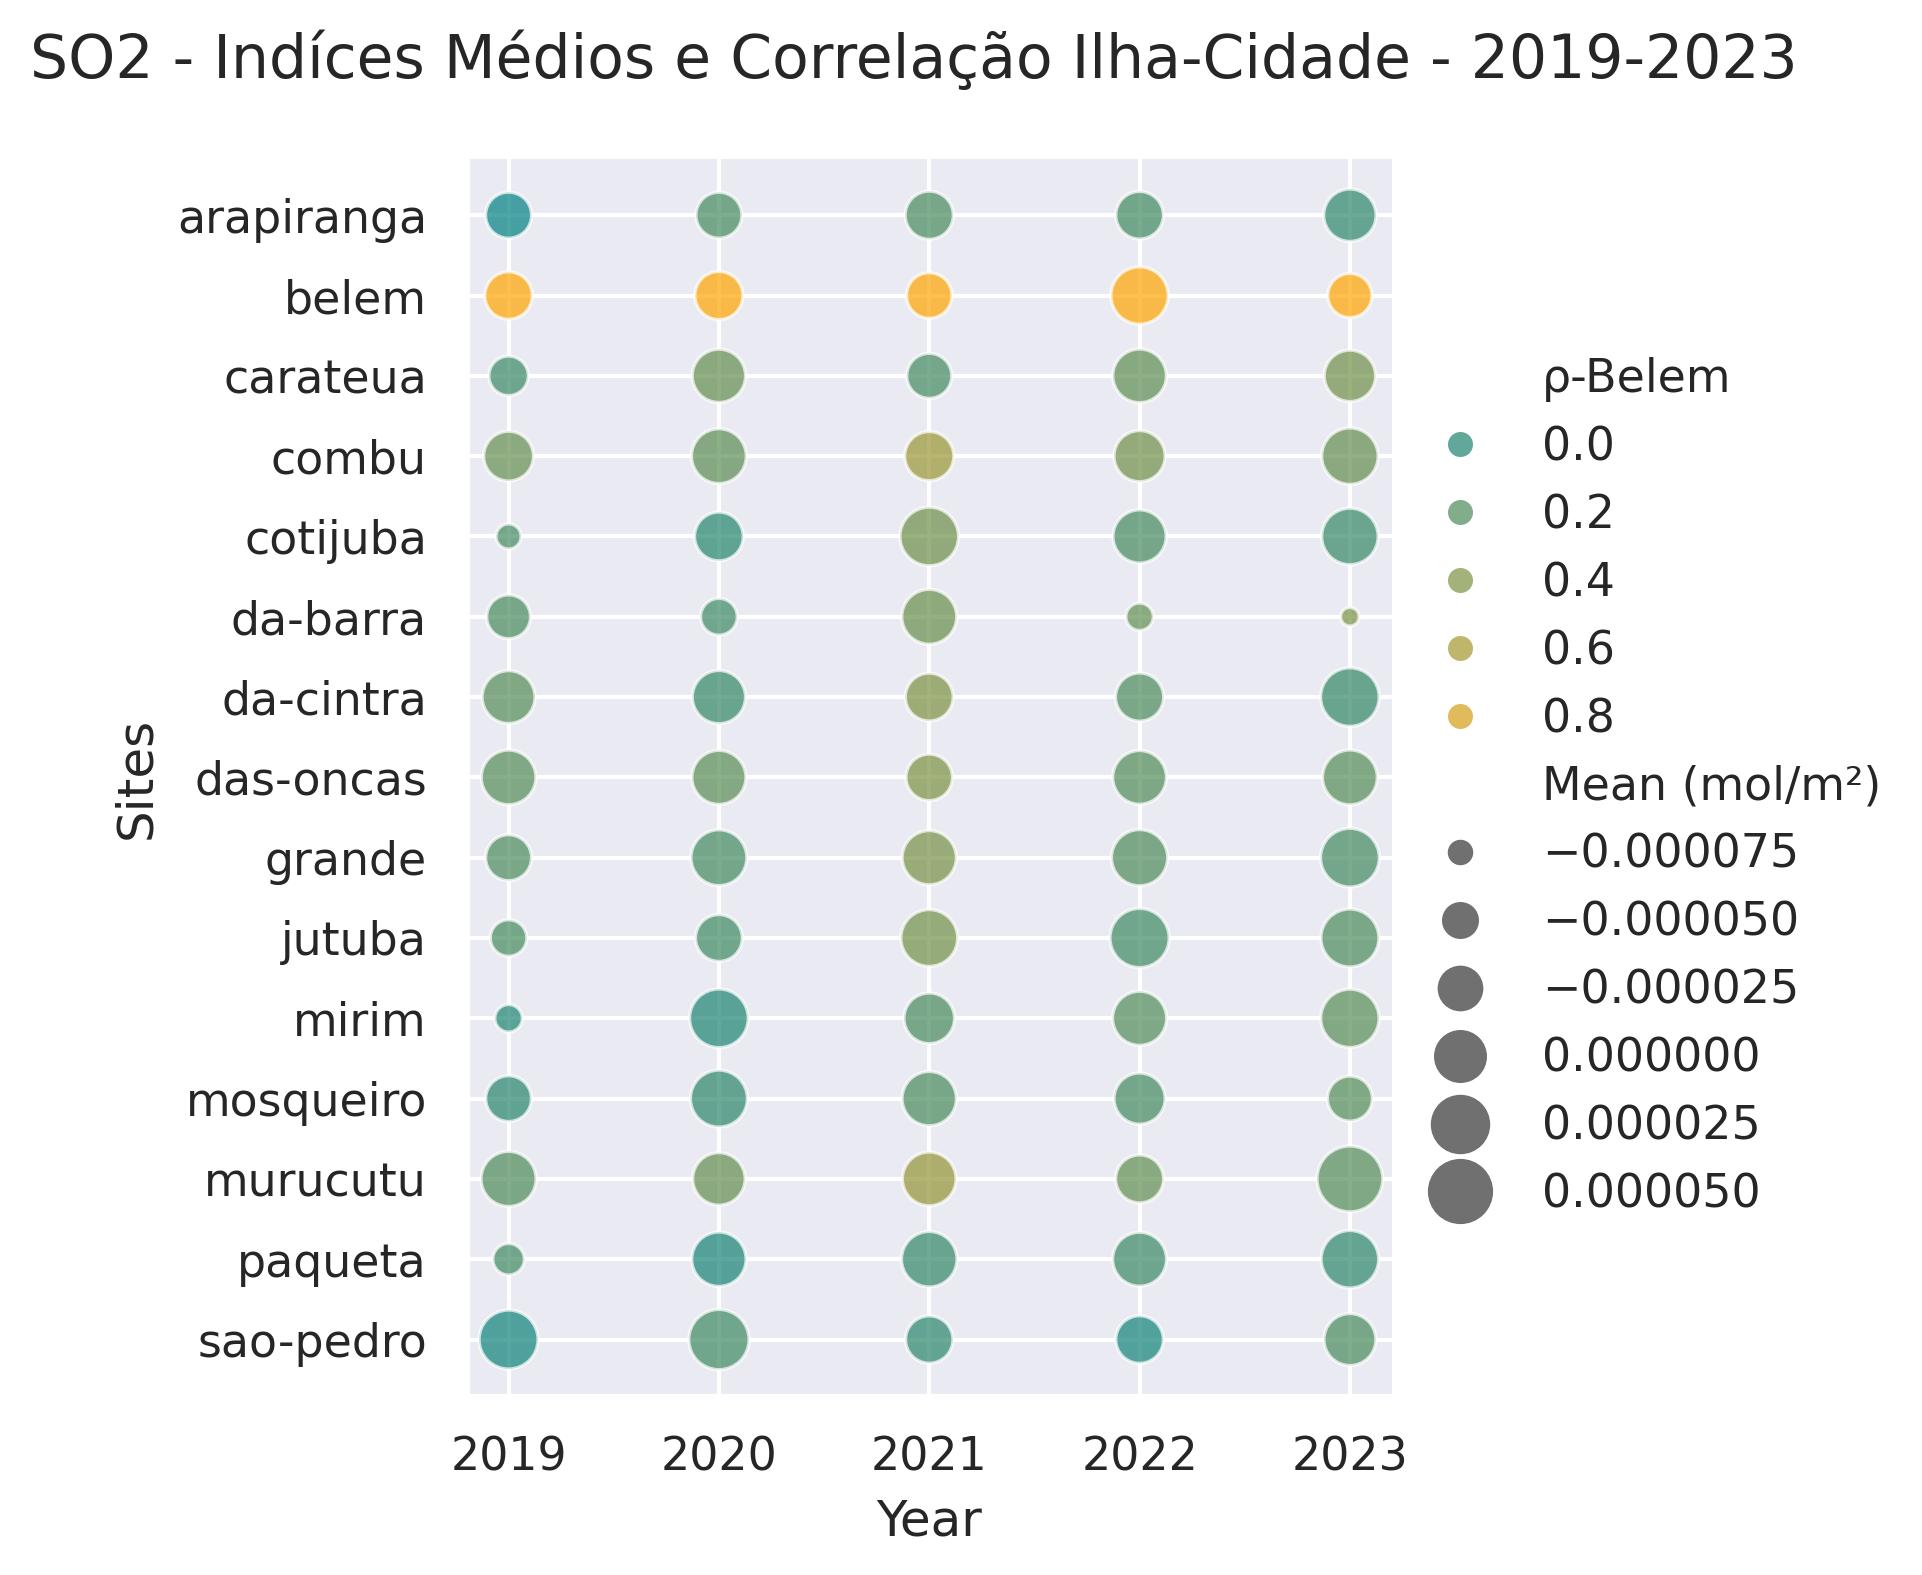 SO2 - Indíces Médios e Correlação Ilha-Cidade - 2019-2023
arapiranga
belem
carateua
combu
cotijuba
da-barra
da-cintra
das-oncas
grande
jutuba
mirim
mosqueiro
murucutu
paqueta
sao-pedro
Sites
2019 2020 2021 2022 2023
Year
ρ-Belem
0.0
0.2
0.4
0.6
0.8
Mean (mol/m²)
−0.000075
−0.000050
−0.000025
0.000000
0.000025
0.000050